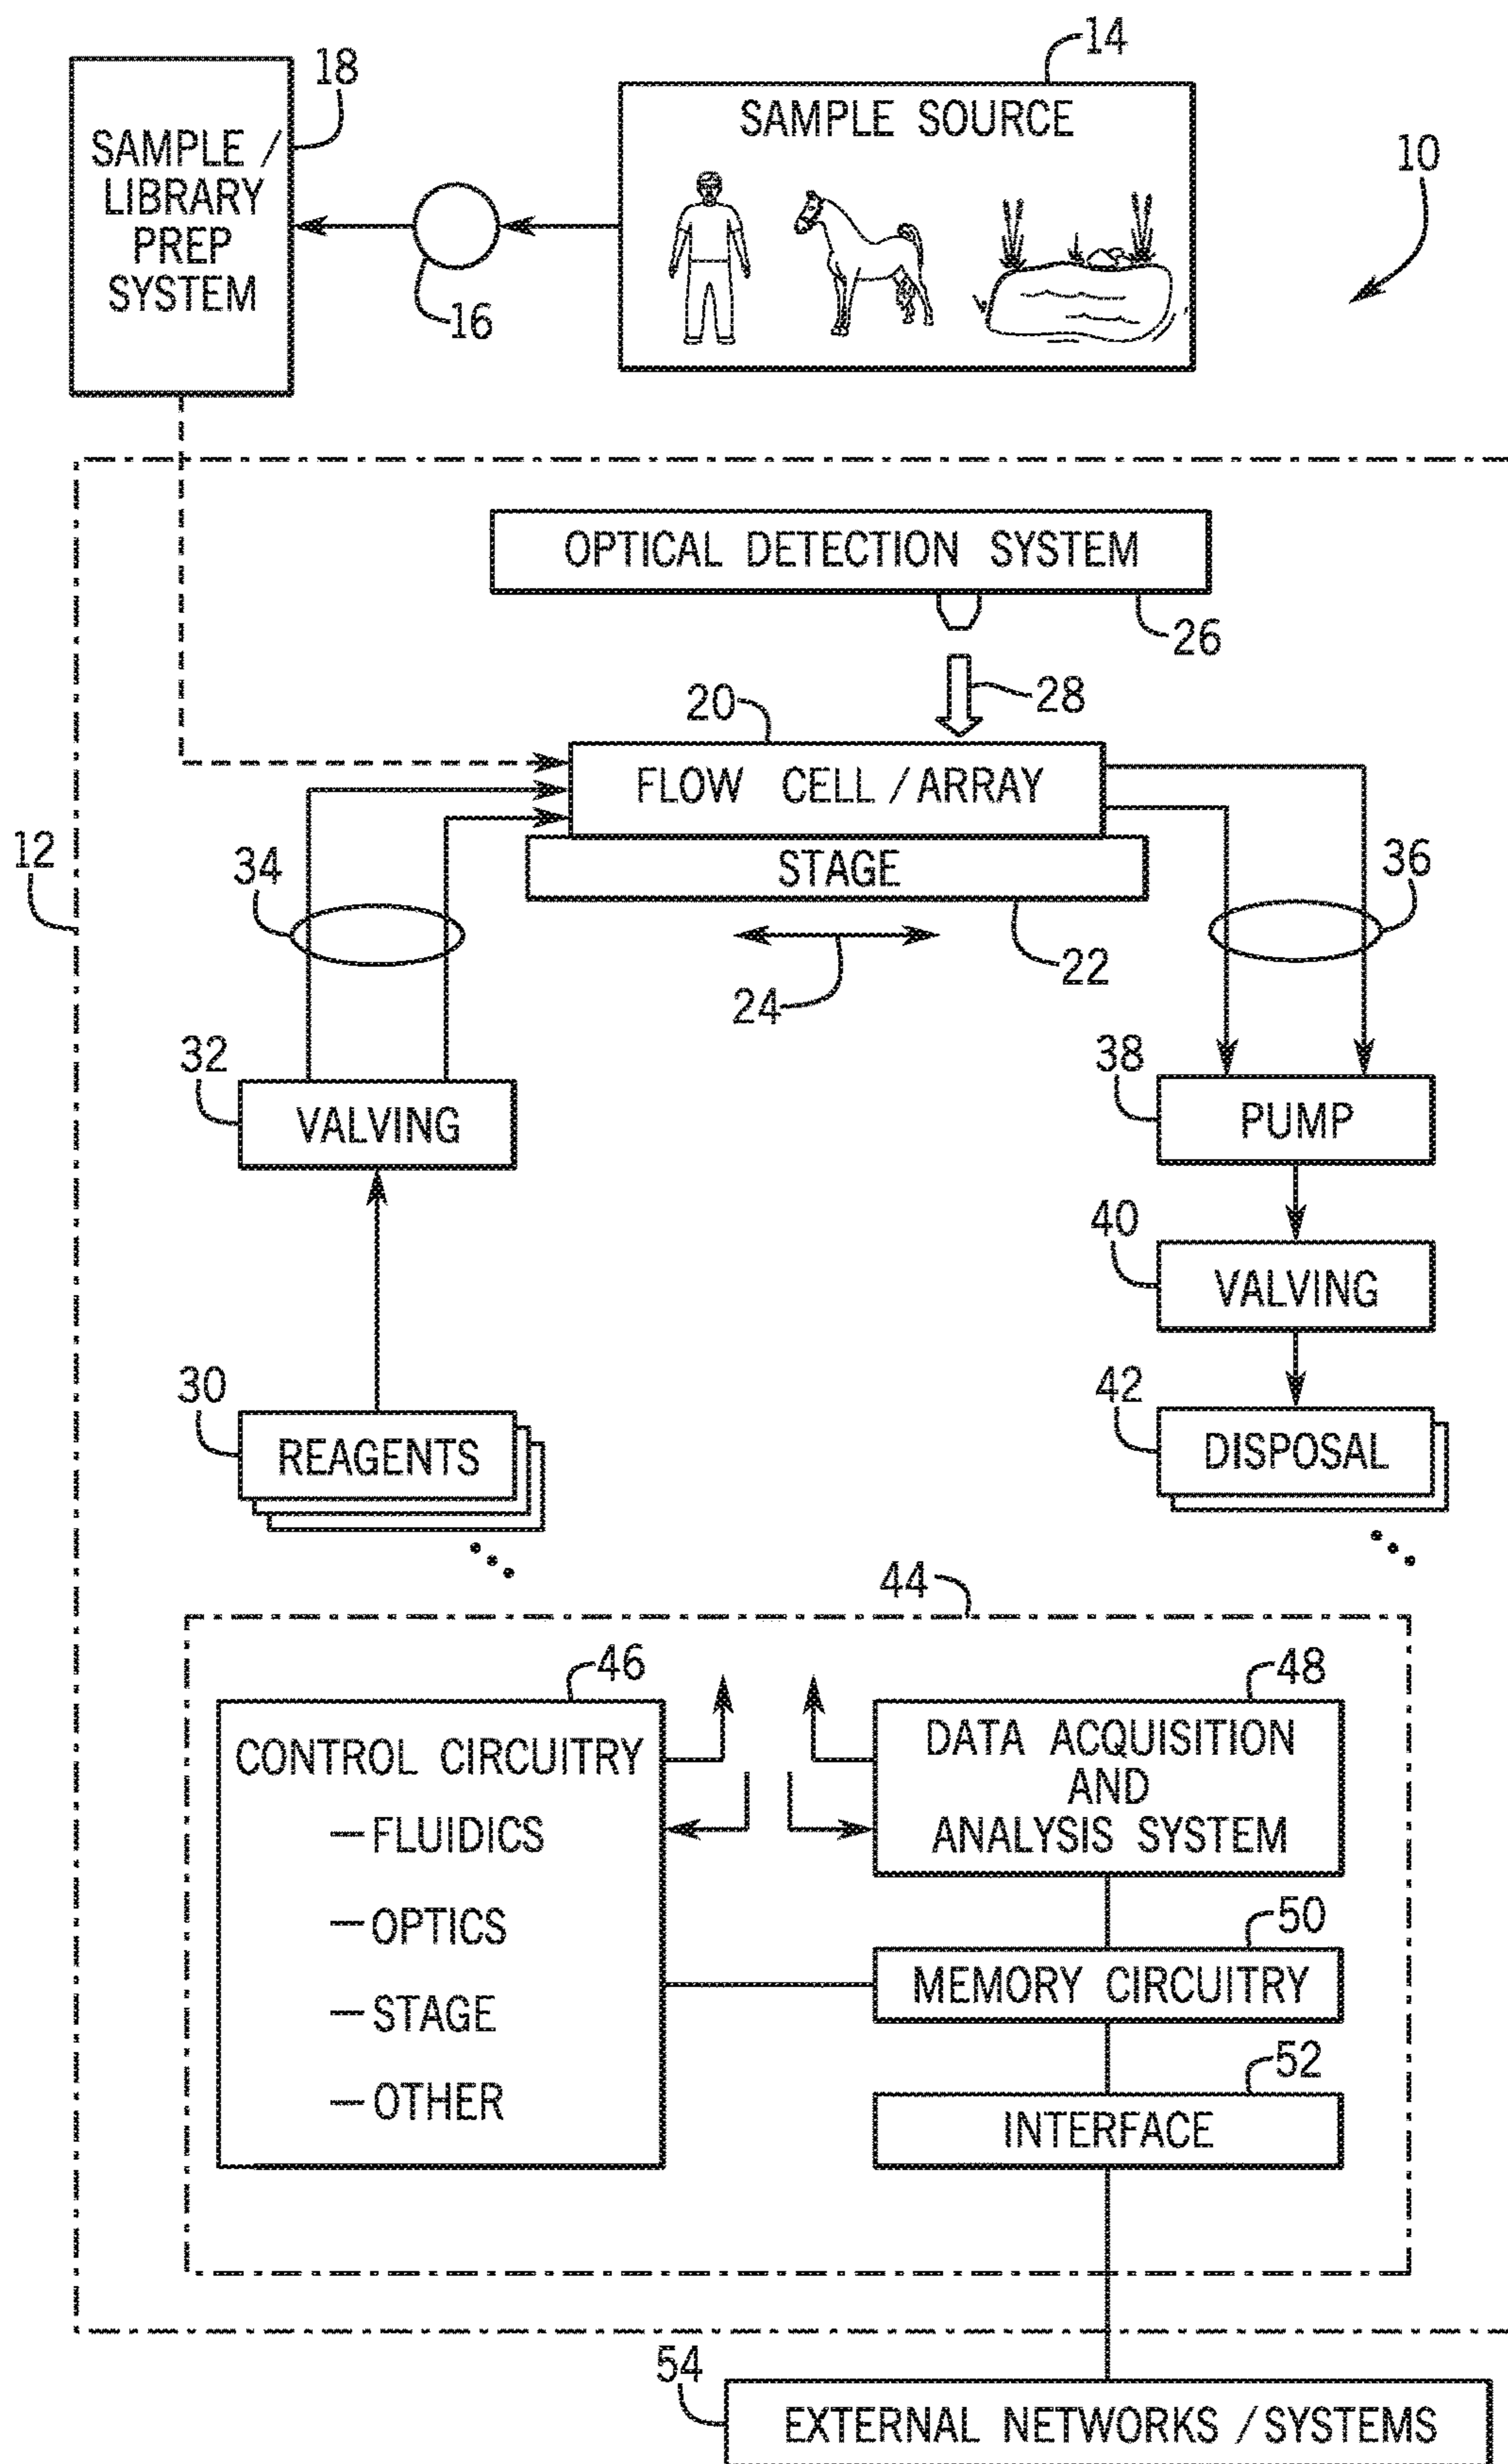 14
18
SAMPLE SOURCE
SAMPLE /
LIBRARY
PREP
SYSTEM
10
16
OPTICAL DETECTION SYSTEM
26
28
20
FLOW CELL / ARRAY
12
34
STAGE
36
22
24
32
VALVING
38
PUMP
40
VALVING
30
REAGENTS
42
DISPOSAL
44
46
48
CONTROL CIRCUITRY
— FLUIDICS
— OPTICS
— STAGE
— OTHER
DATA ACQUISITION
AND
ANALYSIS SYSTEM
50
MEMORY CIRCUITRY
52
INTERFACE
54
EXTERNAL NETWORKS / SYSTEMS